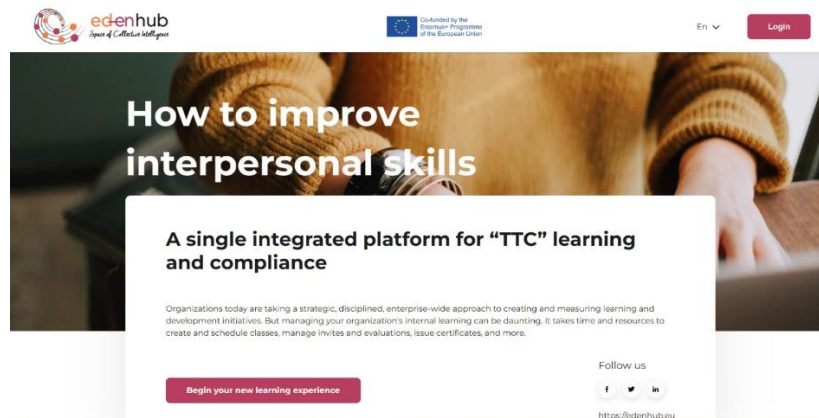 edenhub
Space of Collective Intelligence
Co-funded by the
Erasmus+ Programme
of the European Union
En
Login
How to improve
interpersonal skills
A single integrated platform for “TTC” learning
and compliance
Organizations today are taking a strategic, disciplined, enterprise-wide approach to creating and measuring learning and
development initiatives. But managing your organization's internal learning can be daunting. It takes time and resources to
create and schedule classes, manage invites and evaluations, issue certificates, and more.
Follow us
Begin your new learning experience
https://edenhub.eu